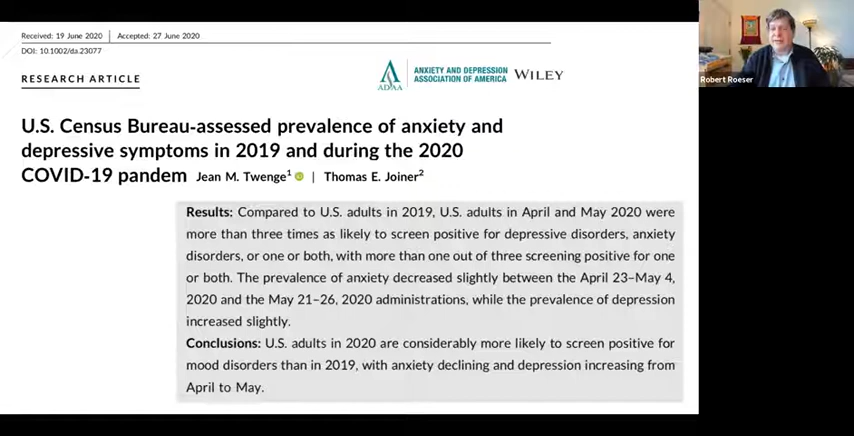 Received: 19 June 2020 | Accepted: 27 June 2020
DOI: 10.1002/da.23077
RESEARCH ARTICLE
ADAA
ANXIETY AND DEPRESSION
ASSOCIATION OF AMERICA
WILEY
U.S. Census Bureau-assessed prevalence of anxiety and
depressive symptoms in 2019 and during the 2020
COVID-19 pandem Jean M. Twenge1 iD | Thomas E. Joiner2
Results: Compared to U.S. adults in 2019, U.S. adults in April and May 2020 were
more than three times as likely to screen positive for depressive disorders, anxiety
disorders, or one or both, with more than one out of three screening positive for one
or both. The prevalence of anxiety decreased slightly between the April 23–May 4,
2020 and the May 21–26, 2020 administrations, while the prevalence of depression
increased slightly.
Conclusions: U.S. adults in 2020 are considerably more likely to screen positive for
mood disorders than in 2019, with anxiety declining and depression increasing from
April to May.
Robert Roeser